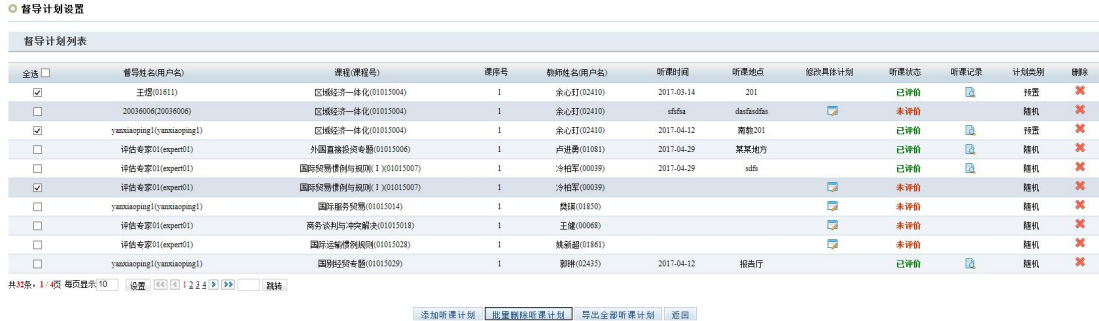 督导计划设置
督导计划列表
全选 督导姓名(用户名) 课程(课程号) 课序号 教师姓名(用户名) 听课时间 听课地点 修改具体计划 听课状态 听课记录 计划类别 删除
王煜(01611) 区域经济一体化(01015004) 1 余心玎(02410) 2017-03-14 201 已评价 预置
20036006(20036006) 区域经济一体化(01015004) 1 余心玎(02410) sfsfsa dasfasdfas 未评价 随机
yanxiaoping1(yanxiaoping1) 区域经济一体化(01015004) 1 余心玎(02410) 2017-04-12 南教201 已评价 预置
评估专家01(expert01) 外国直接投资专题(01015006) 1 卢进勇(01081) 2017-04-29 某某地方 已评价 随机
评估专家01(expert01) 国际贸易惯例与规则(Ⅰ)(01015007) 1 冷柏军(00039) 2017-04-29 sdfs 已评价 随机
评估专家01(expert01) 国际贸易惯例与规则(Ⅰ)(01015007) 1 冷柏军(00039) 未评价 随机
yanxiaoping1(yanxiaoping1) 国际服务贸易(01015014) 1 樊瑛(01850) 未评价 随机
评估专家01(expert01) 商务谈判与冲突解决(01015018) 1 王健(00068) 未评价 随机
评估专家01(expert01) 国际运输惯例规则(01015028) 1 姚新超(01861) 未评价 随机
yanxiaoping1(yanxiaoping1) 国别经贸专题(01015029) 1 郭琳(02435) 2017-04-12 报告厅 已评价 随机
共32条，1/4页 每页显示 10 设置 1 2 3 4 跳转
添加听课计划 批量删除听课计划 导出全部听课计划 返回